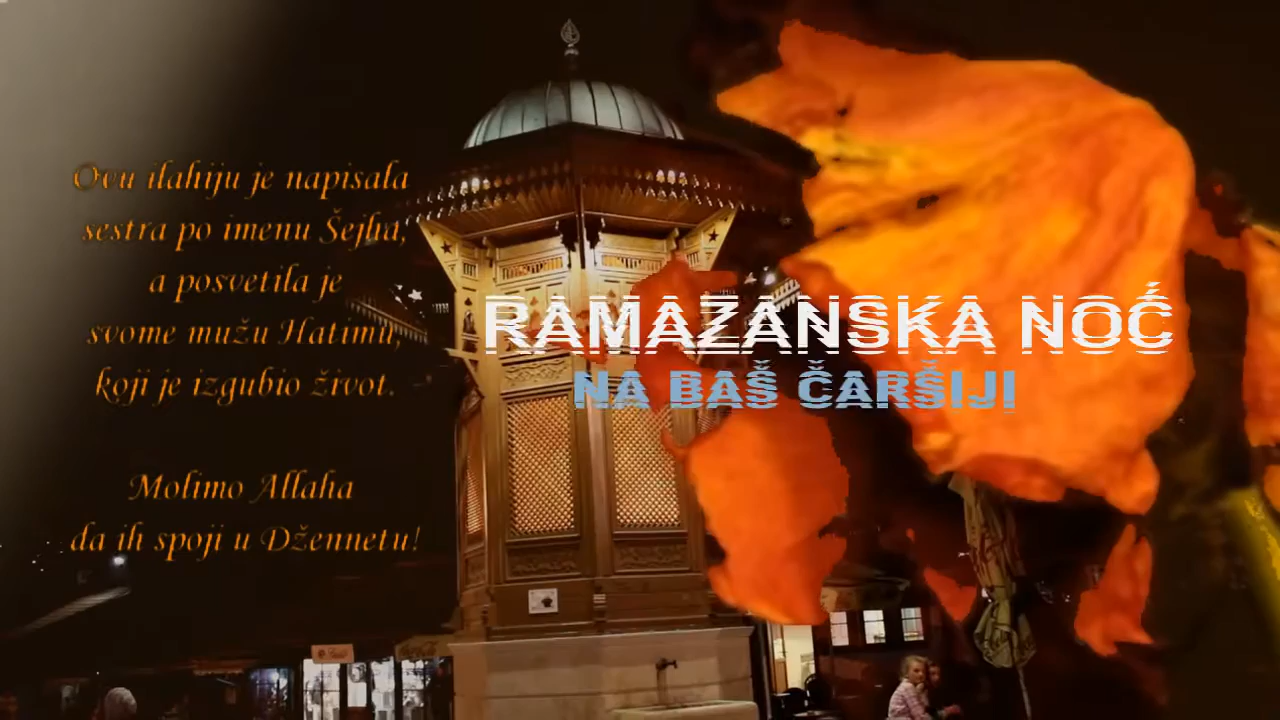 Ovu ilahiju je napisala
sestra po imenu Šejha,
a posvetila je
svome mužu Hatimu,
koji je izgubio život.
Molimo Allaha
da ih spoji u Džennetu!
RAMAZANSKA NOĆ
NA BAŠ ČARŠIJI